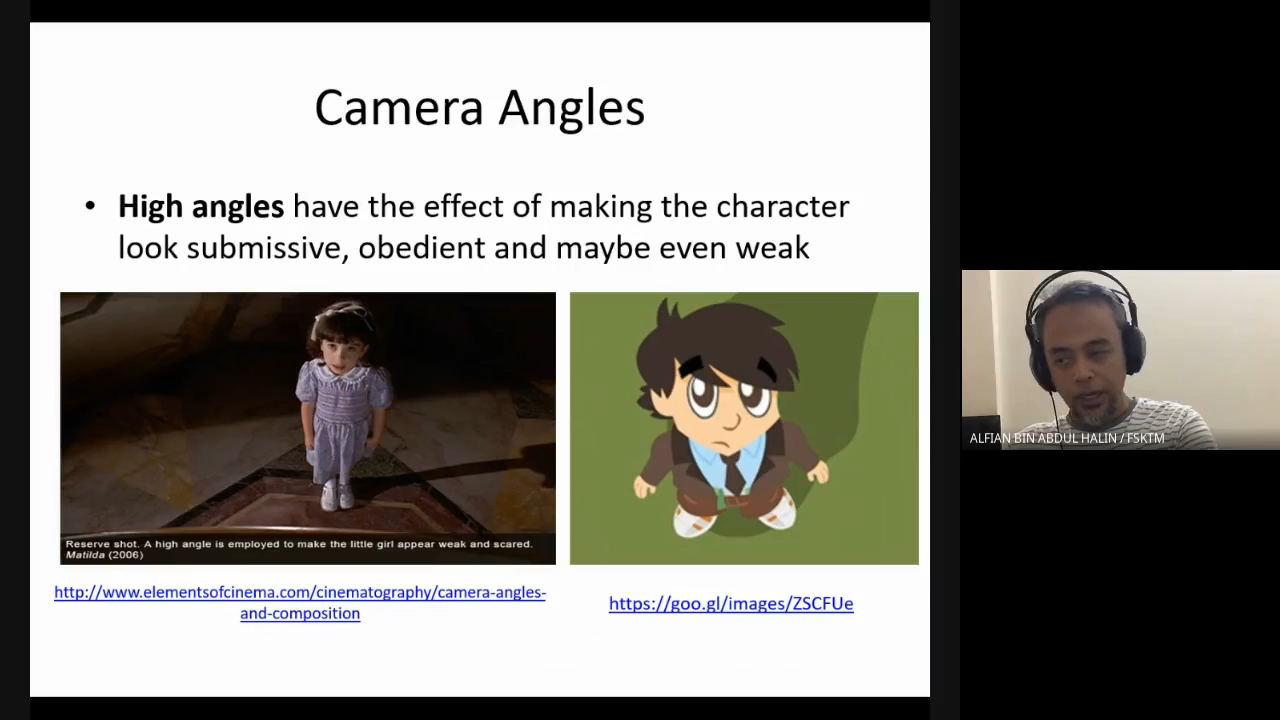 Camera Angles
• High angles have the effect of making the character
look submissive, obedient and maybe even weak
Reserve shot. A high angle is employed to make the little girl appear weak and scared.
Matilda (2006)
http://www.elementsofcinema.com/cinematography/camera-angles-
and-composition
https://goo.gl/images/ZSCFUe
ALFIAN BIN ABDUL HALIN / FSKTM